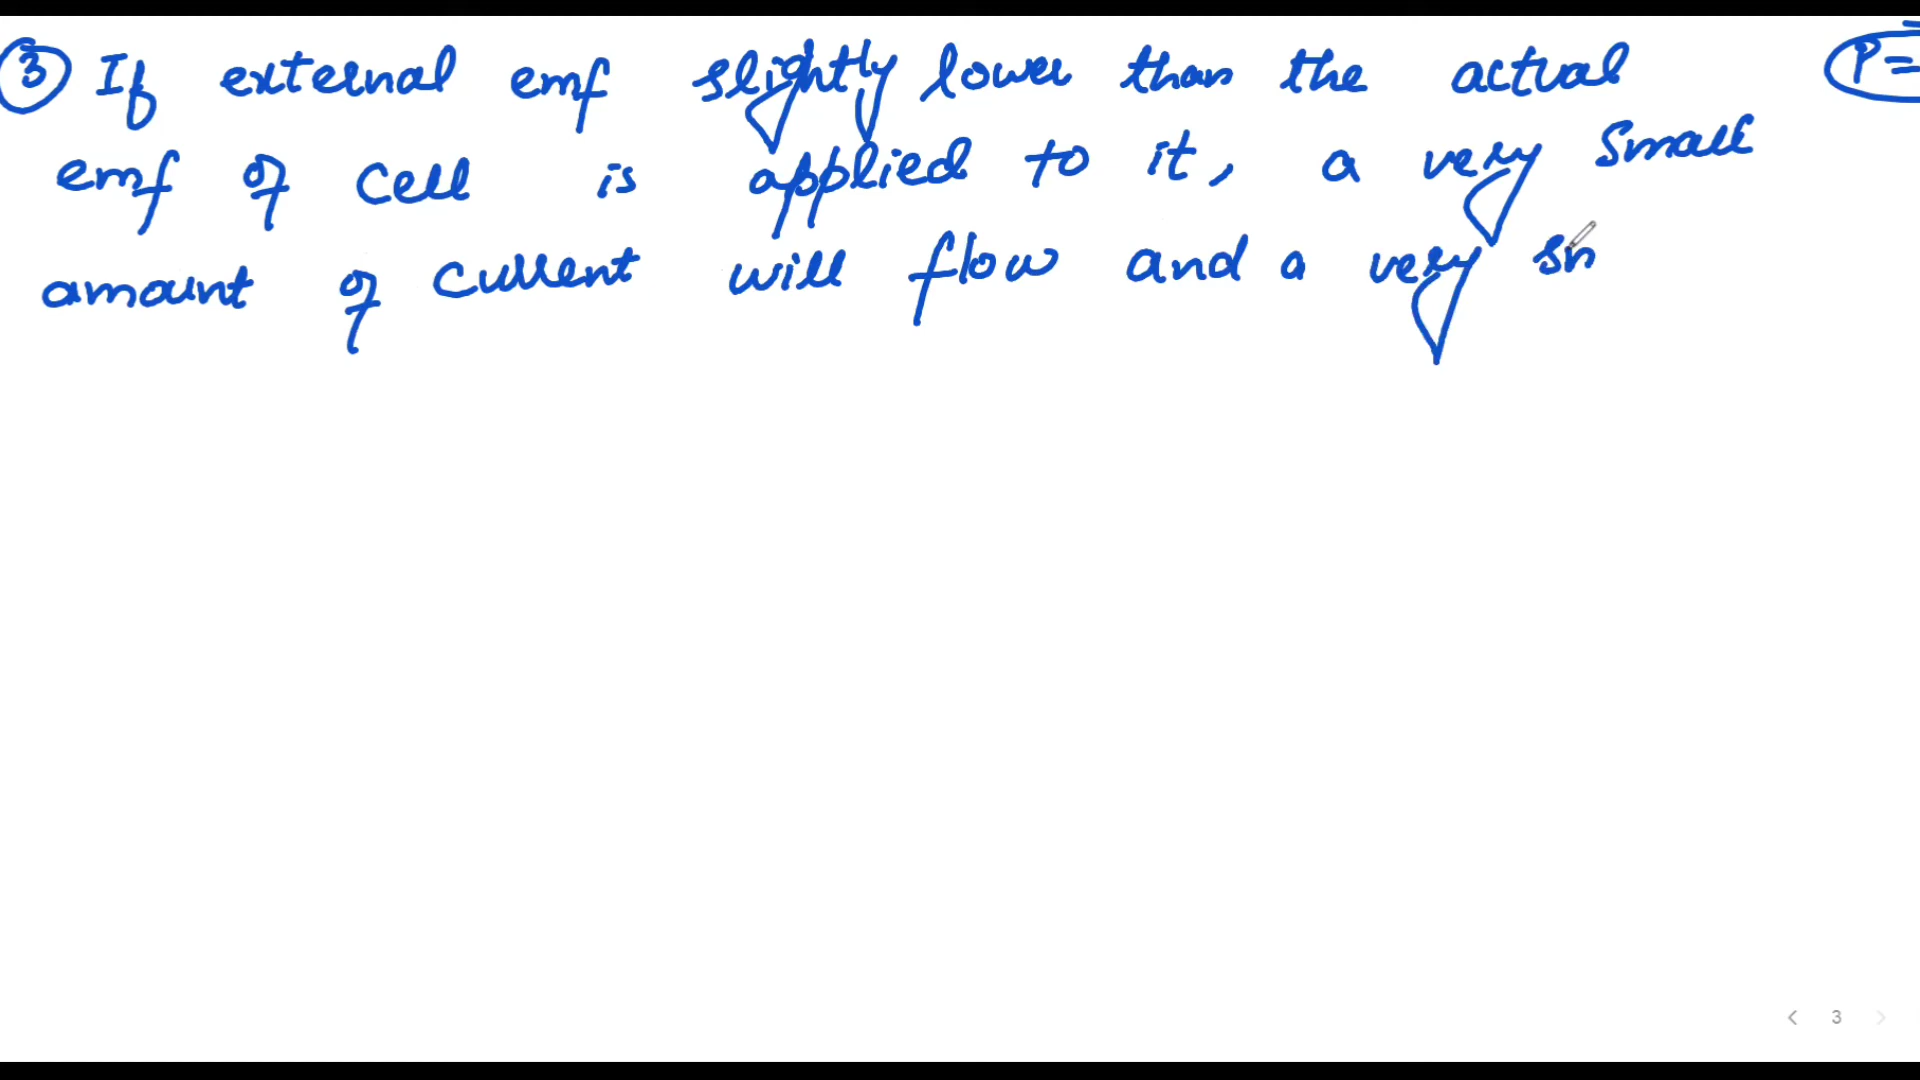 ③ If external emf slightly lower than the actual P=
emf of cell is applied to it, a very small
amount of current will flow and a very sm
3